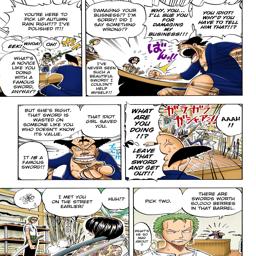 YOU IDIOT!
WHY'D YOU
HAVE TO TELL
HIM THAT!!?
WHY, YOU...
I'LL SUE YOU
FOR
DAMAGING
MY
BUSINESS!!!
DAMAGING YOUR
BUSINESS!? I'M
SORRY! DID I SAY
SOMETHING
WRONG!?
I'VE NEVER
SEEN SUCH
A BEAUTIFUL
SWORD! I
COULDN'T HELP
MYSELF!
YOU'RE HERE TO
PICK UP AUTUMN
RAIN RIGHT!?
I'VE POLISHED IT!!
EEK!
WHOA!
OH!
WHAT'S A
NOVICE LIKE
YOU DOING
WITH A
FAMOUS
SWORD,
ANYWAY!
AAAH
!!
WHAT
ARE YOU
DOING
!!?
LEAVE
THAT
SWORD
AND GET
OUT!!
THAT
IDIOT
GIRL SAVED
YOU.
BUT SHE'S RIGHT.
THAT SWORD IS
WASTED ON
SOMEONE LIKE YOU
WHO DOESN'T KNOW
ITS VALUE.
IT IS A
FAMOUS
SWORD!!
THERE ARE
SWORDS WORTH
50,000 BERRIES
IN THAT BARREL.
PICK TWO.
HUH!?
I MET YOU
ON THE
STREET
EARLIER!